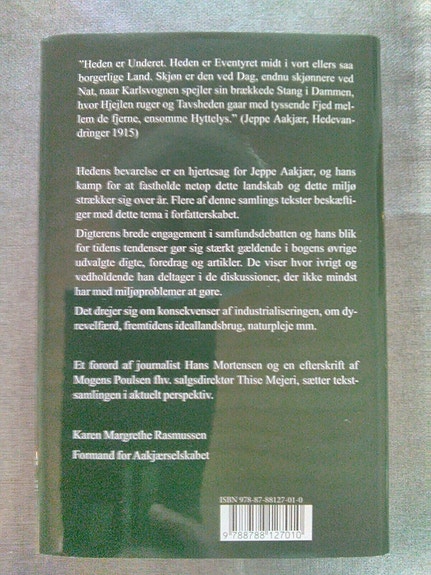 "Heden er Underet. Heden er Eventyret midt i vort ellers saa
borgerlige Land. Skjøn er den ved Dag, endnu skjønnere ved
Nat, naar Karlsvognen spejler sin brækkede Stang i Dammen,
hvor Hjejlen ruger og Tavsheden gaar med tyssende Fjed mel-
lem de fjerne, ensomme Hyttelys." (Jeppe Aakjær, Hedevan-
dringer 1915)
Hedens bevarelse er en hjertesag for Jeppe Aakjær, og hans
kamp for at fastholde netop dette landskab og dette miljø
strækker sig over år. Flere af denne samlings tekster beskæfti-
ger med dette tema i forfatterskabet.
Digterens brede engagement i samfundsdebatten og hans blik
for tidens tendenser gør sig stærkt gældende i bogens øvrige
udvalgte digte, foredrag og artikler. De viser hvor ivrigt og
vedholdende han deltager i de diskussioner, der ikke mindst
har med miljøproblemer at gøre.
Det drejer sig om konsekvenser af industrialiseringen, om dy-
revelfærd, fremtidens ideallandsbrug, naturpleje mm.
Et forord af journalist Hans Mortensen og en efterskrift af
Mogens Poulsen fhv. salgsdirektør Thise Mejeri, sætter tekst-
samlingen i aktuelt perspektiv.
Karen Margrethe Rasmussen
Formand for Aakjærselskabet
ISBN 978-87-88127-01-0
9 788788 127010